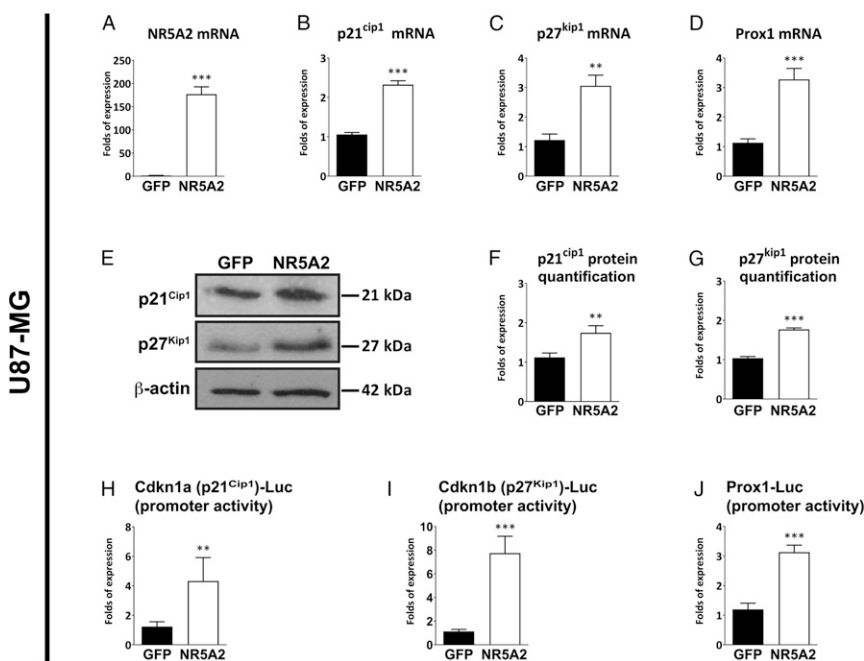 U87-MG
A
NR5A2 mRNA
Folds of expression
250
200
150
100
50
0
***
GFP NR5A2
B
p21cip1 mRNA
Folds of expression
3
2
1
0
***
GFP NR5A2
C
p27kip1 mRNA
Folds of expression
4
3
2
1
0
**
GFP NR5A2
D
Prox1 mRNA
Folds of expression
4
3
2
1
0
***
GFP NR5A2
E
GFP NR5A2
p21Cip1 21 kDa
p27Kip1 27 kDa
β-actin 42 kDa
F
p21cip1 protein
quantification
Folds of expression
3
2
1
0
**
GFP NR5A2
G
p27kip1 protein
quantification
Folds of expression
3
2
1
0
***
GFP NR5A2
H
Cdkn1a (p21Cip1)-Luc
(promoter activity)
Folds of expression
8
6
4
2
0
**
GFP NR5A2
I
Cdkn1b (p27Kip1)-Luc
(promoter activity)
Folds of expression
10
8
6
4
2
0
***
GFP NR5A2
J
Prox1-Luc
(promoter activity)
Folds of expression
4
3
2
1
0
***
GFP NR5A2